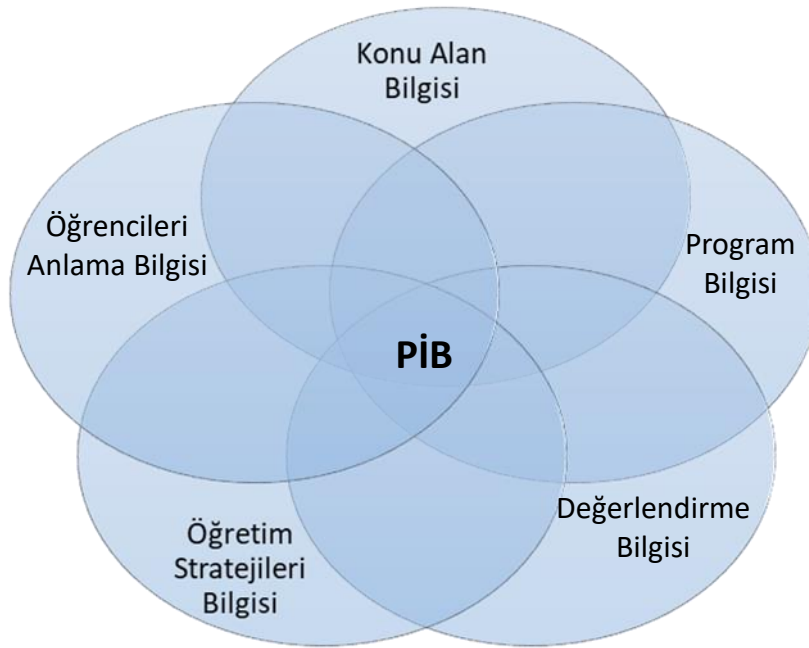 Konu Alan
Bilgisi
Öğrencileri
Anlama Bilgisi
Program
Bilgisi
PİB
Değerlendirme
Bilgisi
Öğretim
Stratejileri
Bilgisi